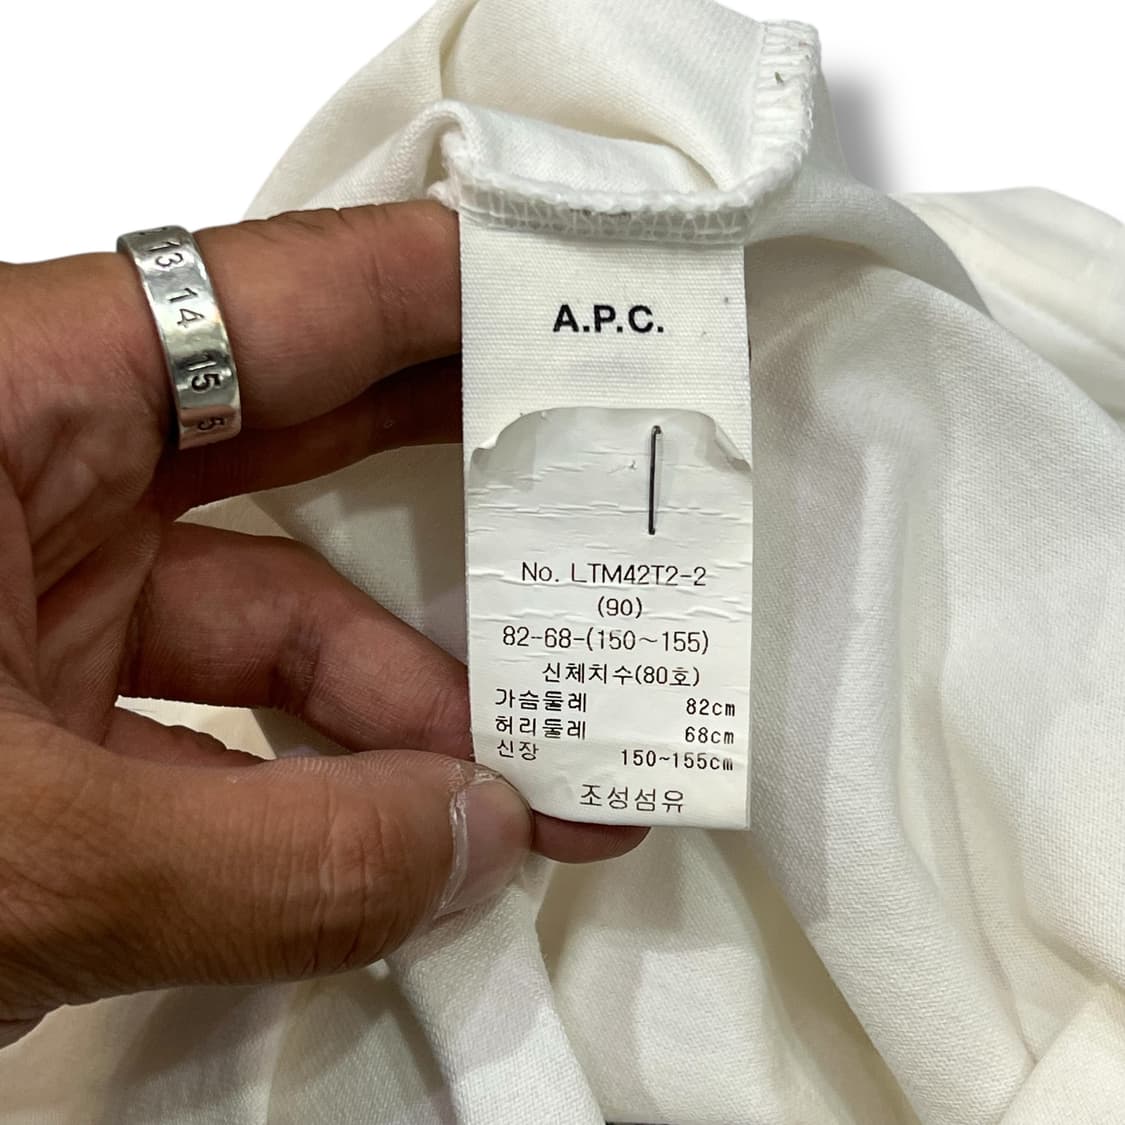 13
14
15
A.P.C.
No. LTM42T2-2
(90)
82-68-(150~155)
신체치수(80호)
가슴둘레 82cm
허리둘레 68cm
신장 150~155cm
조성섬유